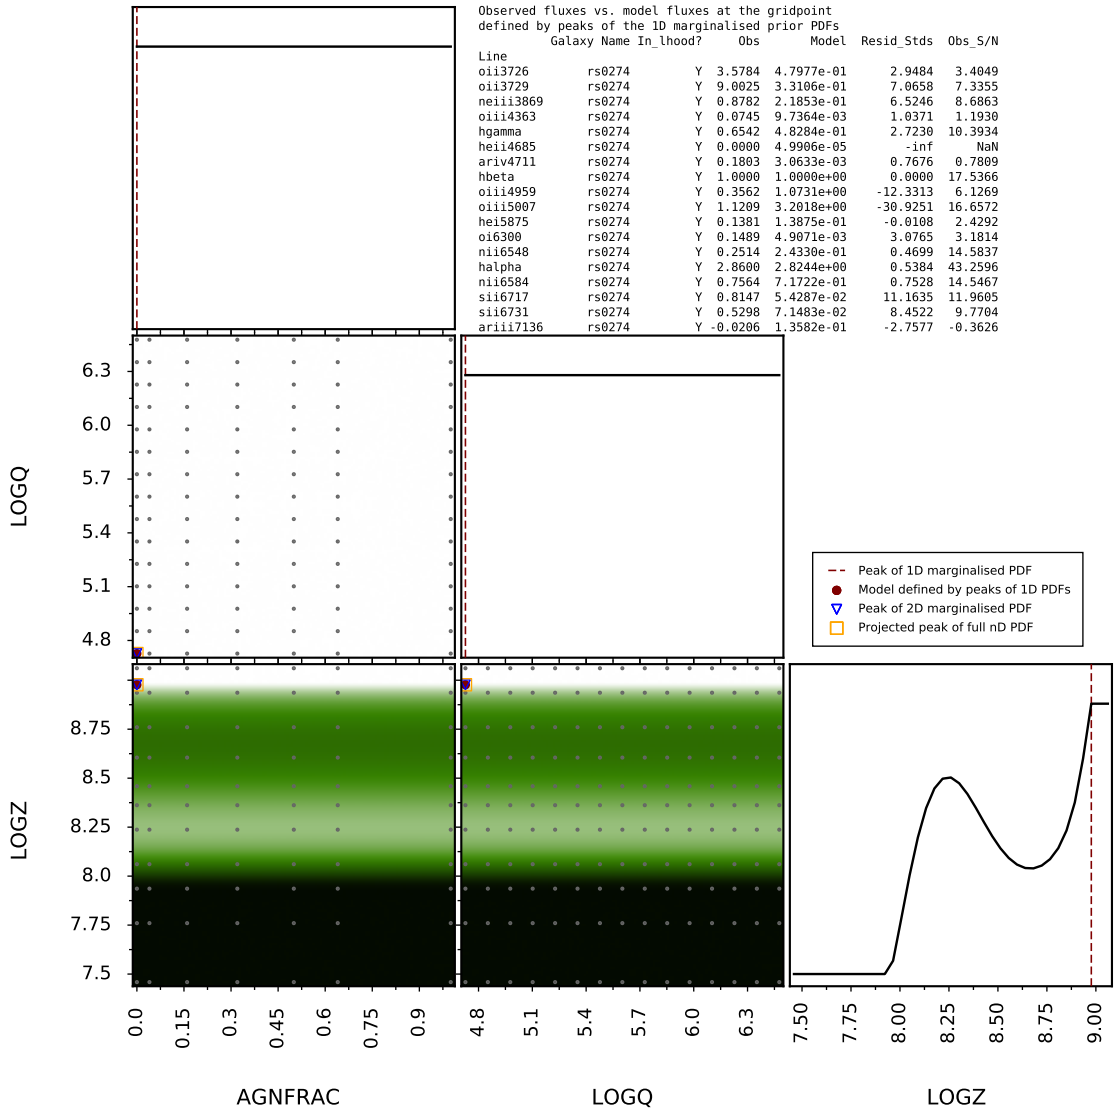 Observed fluxes vs. model fluxes at the gridpoint
defined by peaks of the 1D marginalised prior PDFs
Galaxy Name In_lhood? Obs Model Resid_Stds Obs_S/N
Line
oii3726 rs0274 Y 3.5784 4.7977e-01 2.9484 3.4049
oii3729 rs0274 Y 9.0025 3.3106e-01 7.0658 7.3355
neiii3869 rs0274 Y 0.8782 2.1853e-01 6.5246 8.6863
oiii4363 rs0274 Y 0.0745 9.7364e-03 1.0371 1.1930
hgamma rs0274 Y 0.6542 4.8284e-01 2.7230 10.3934
heii4685 rs0274 Y 0.0000 4.9906e-05 -inf NaN
ariv4711 rs0274 Y 0.1803 3.0633e-03 0.7676 0.7809
hbeta rs0274 Y 1.0000 1.0000e+00 0.0000 17.5366
oiii4959 rs0274 Y 0.3562 1.0731e+00 -12.3313 6.1269
oiii5007 rs0274 Y 1.1209 3.2018e+00 -30.9251 16.6572
hei5875 rs0274 Y 0.1381 1.3875e-01 -0.0108 2.4292
oi6300 rs0274 Y 0.1489 4.9071e-03 3.0765 3.1814
nii6548 rs0274 Y 0.2514 2.4330e-01 0.4699 14.5837
halpha rs0274 Y 2.8600 2.8244e+00 0.5384 43.2596
nii6584 rs0274 Y 0.7564 7.1722e-01 0.7528 14.5467
sii6717 rs0274 Y 0.8147 5.4287e-02 11.1635 11.9605
sii6731 rs0274 Y 0.5298 7.1483e-02 8.4522 9.7704
ariii7136 rs0274 Y -0.0206 1.3582e-01 -2.7577 -0.3626
6.3
6.0
5.7
5.4
5.1
4.8
LOGQ
Peak of 1D marginalised PDF
Model defined by peaks of 1D PDFs
Peak of 2D marginalised PDF
Projected peak of full nD PDF
8.75
8.5
8.25
8.0
7.75
7.5
LOGZ
0.0 0.15 0.3 0.45 0.6 0.75 0.9
4.8 5.1 5.4 5.7 6.0 6.3
7.50 7.75 8.00 8.25 8.50 8.75 9.00
AGNFRAC
LOGQ
LOGZ